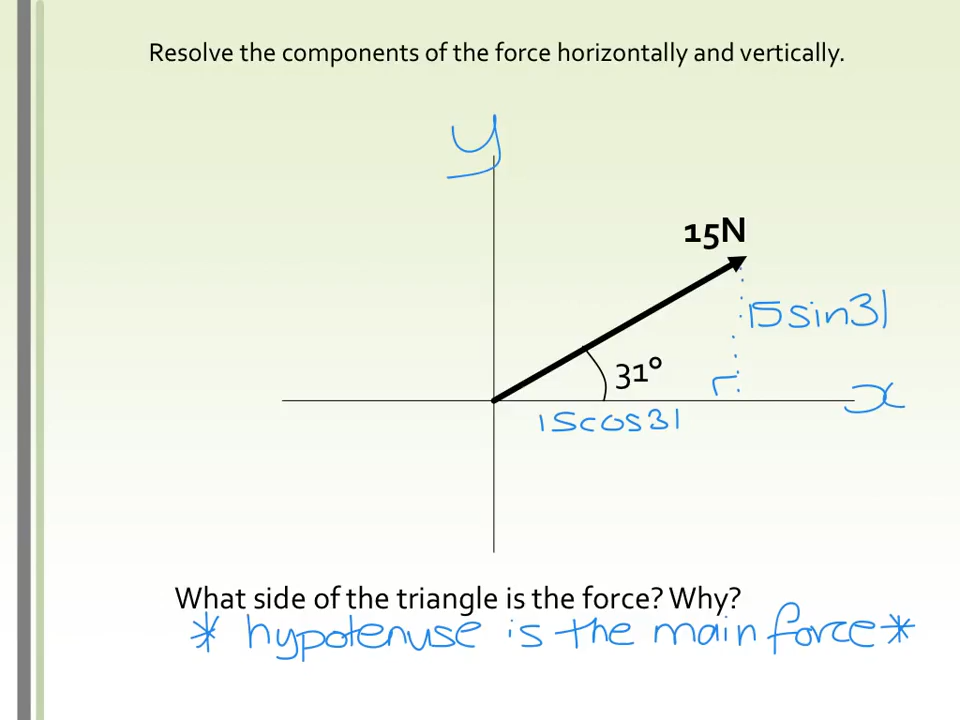 Resolve the components of the force horizontally and vertically.
y
15N
15sin31
31°
x
15cos31
What side of the triangle is the force? Why?
* hypotenuse is the main force *